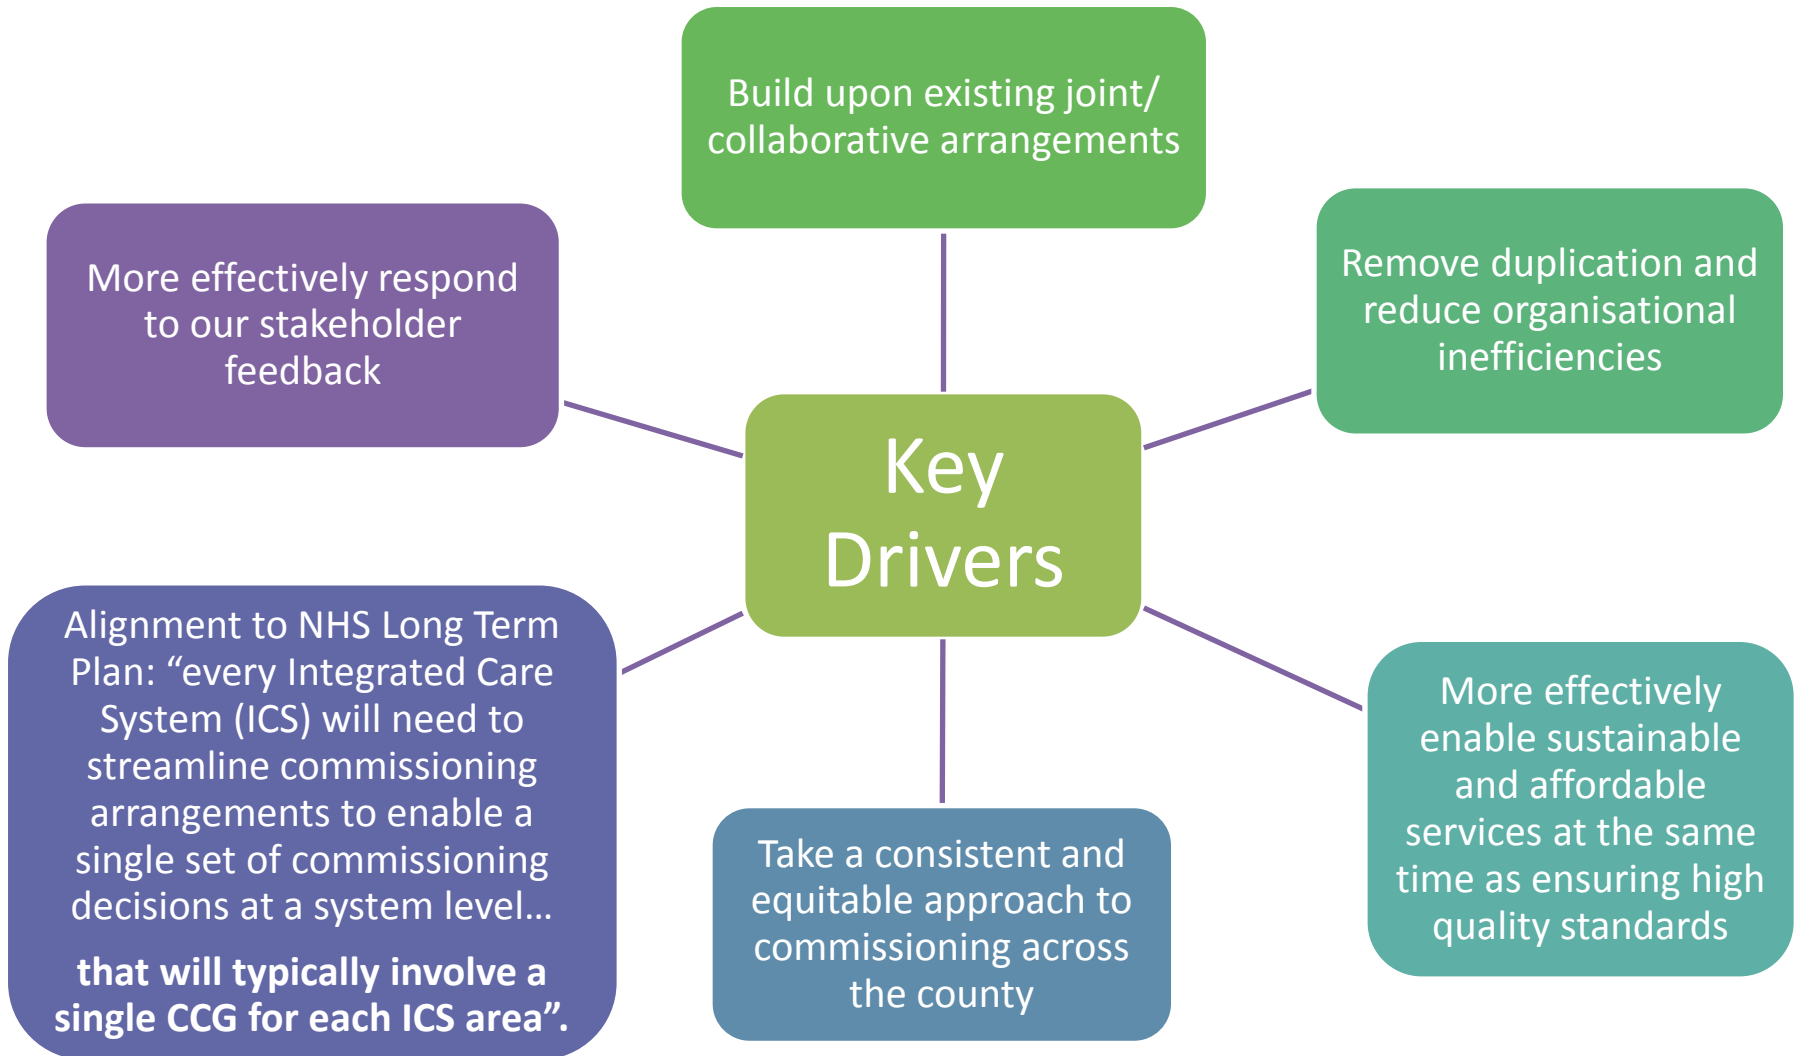 Build upon existing joint/
collaborative arrangements
More effectively respond
to our stakeholder
feedback
Remove duplication and
reduce organisational
inefficiencies
Key
Drivers
Alignment to NHS Long Term
Plan: “every Integrated Care
System (ICS) will need to
streamline commissioning
arrangements to enable a
single set of commissioning
decisions at a system level…
that will typically involve a
single CCG for each ICS area”.
Take a consistent and
equitable approach to
commissioning across
the county
More effectively
enable sustainable
and affordable
services at the same
time as ensuring high
quality standards